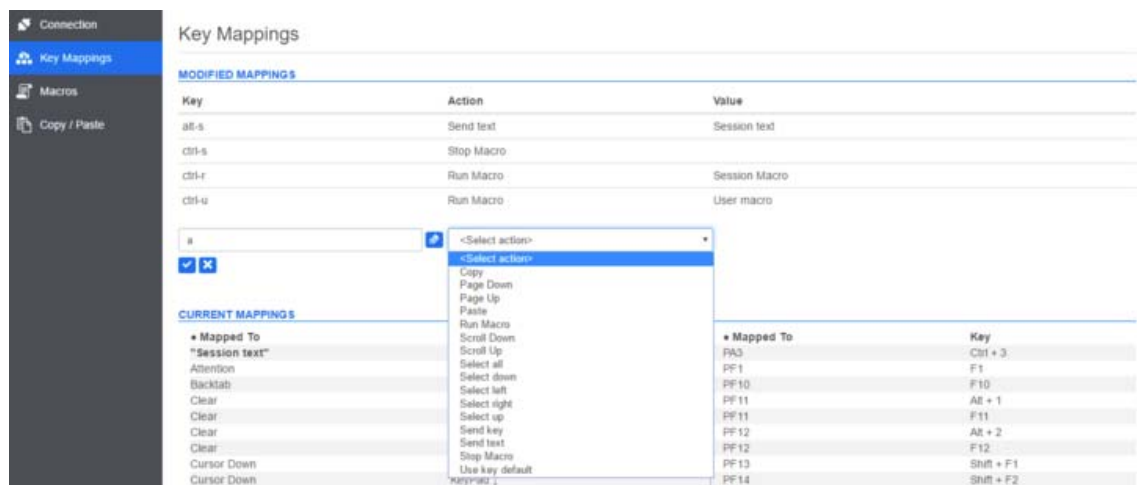 Connection
Key Mappings
Macros
Copy / Paste
Key Mappings
MODIFIED MAPPINGS
Key Action Value
alt-s Send text Session text
ctrl-s Stop Macro
ctrl-r Run Macro Session Macro
ctrl-u Run Macro User macro
a <Select action>
<Select action>
Copy
Page Down
Page Up
Paste
Run Macro
Scroll Down
Scroll Up
Select all
Select down
Select left
Select right
Select up
Send key
Send text
Stop Macro
Use key default
CURRENT MAPPINGS
• Mapped To • Mapped To Key
"Session text" PA3 Ctrl + 3
Attention PF1 F1
Backtab PF10 F10
Clear PF11 Alt + 1
Clear PF11 F11
Clear PF12 Alt + 2
Clear PF12 F12
Cursor Down PF13 Shift + F1
Cursor Down PF14 Shift + F2